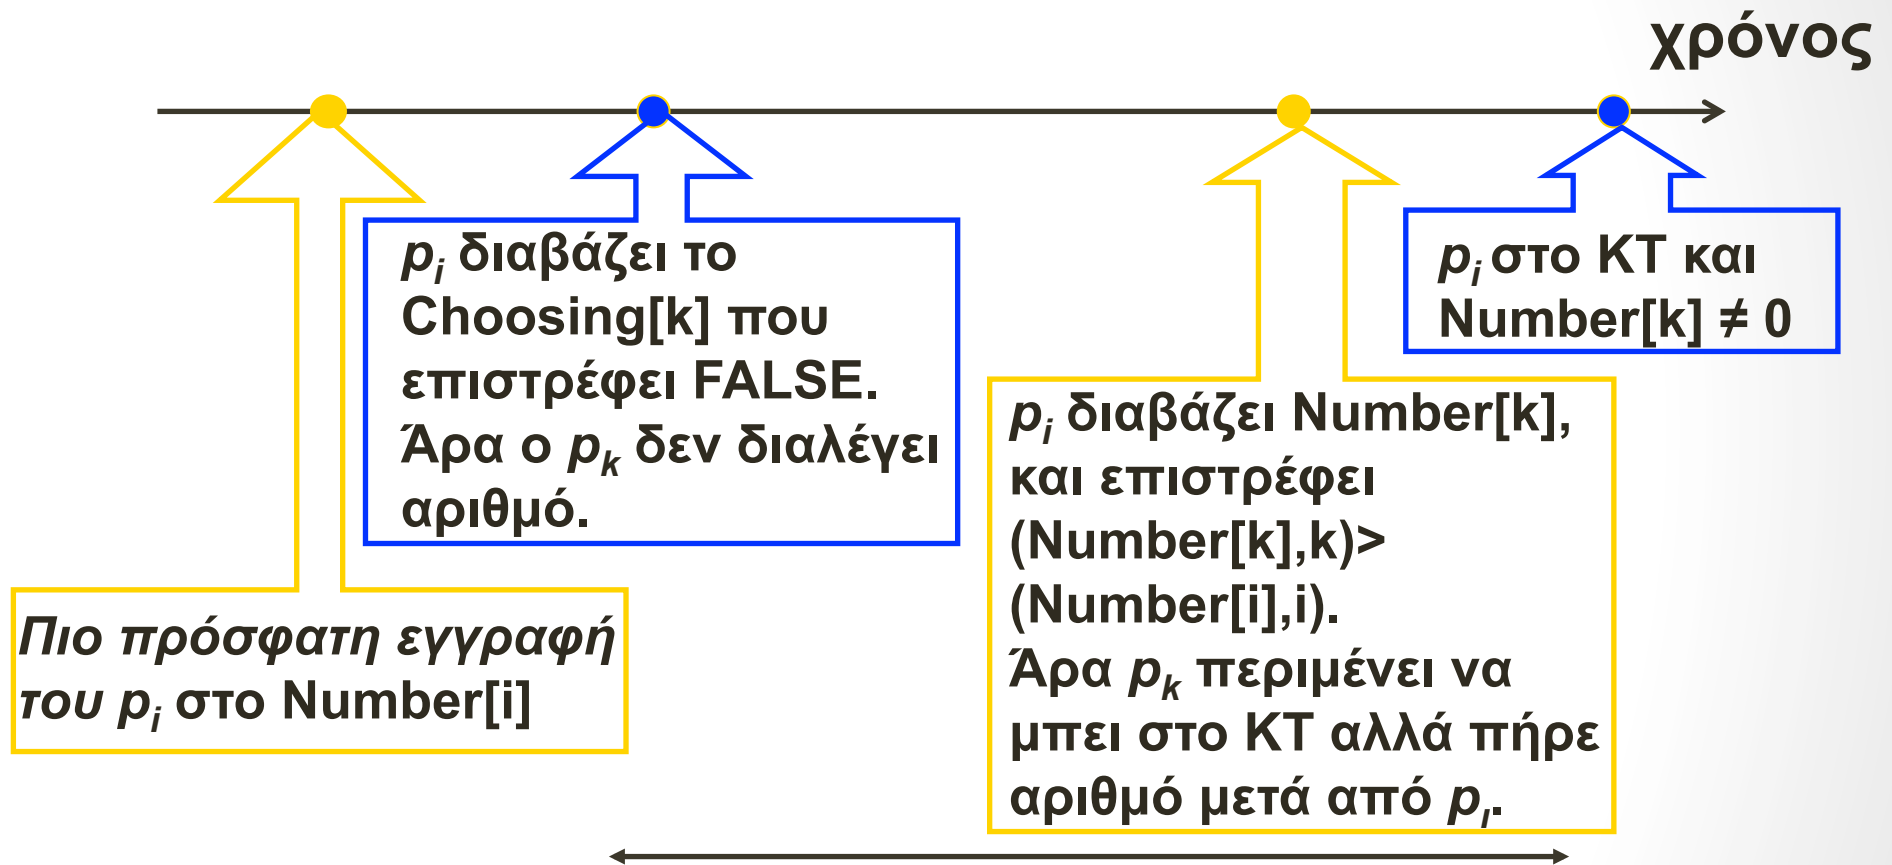 χρόνος
pi διαβάζει το
Choosing[k] που
επιστρέφει FALSE.
Άρα ο pk δεν διαλέγει
αριθμό.
pi στο ΚΤ και
Number[k] ≠ 0
pi διαβάζει Number[k],
και επιστρέφει
(Number[k],k)>
(Number[i],i).
Άρα pk περιμένει να
μπει στο ΚΤ αλλά πήρε
αριθμό μετά από pi.
Πιο πρόσφατη εγγραφή
του pi στο Number[i]